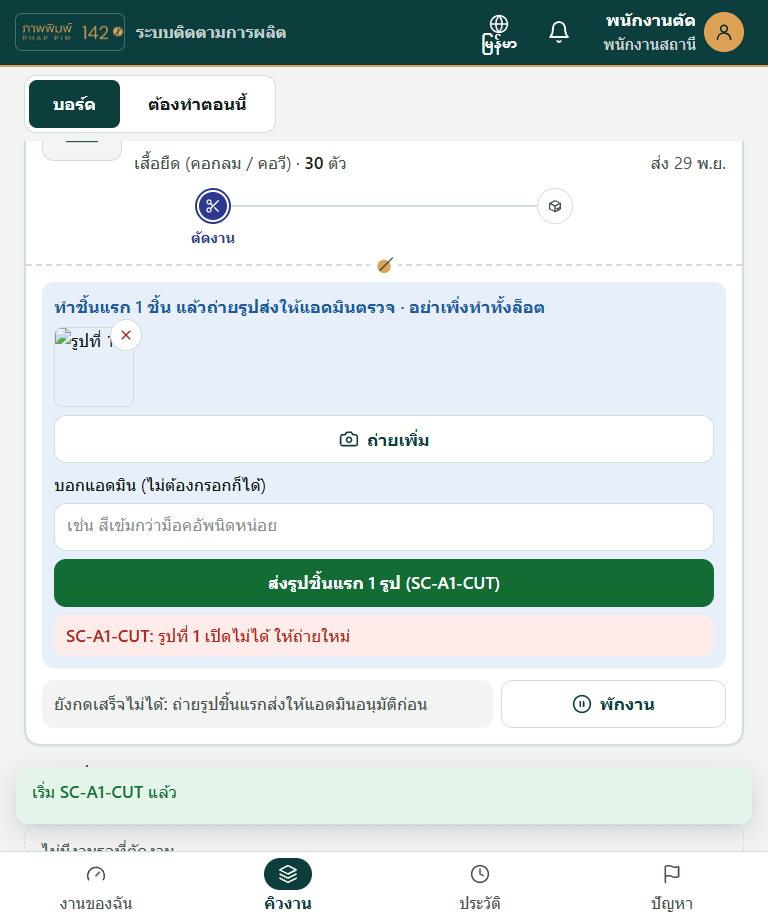 ภาพพิมพ์ 142
PHAP PIM
ระบบติดตามการผลิต
မြန်မာ
พนักงานตัด
พนักงานสถานี
บอร์ด
ต้องทำตอนนี้
เสื้อยืด (คอกลม / คอวี) · 30 ตัว
ส่ง 29 พ.ย.
ตัดงาน
ทำชิ้นแรก 1 ชิ้น แล้วถ่ายรูปส่งให้แอดมินตรวจ · อย่าเพิ่งทำทั้งล็อต
รูปที่ 1
ถ่ายเพิ่ม
บอกแอดมิน (ไม่ต้องกรอกก็ได้)
เช่น สีเข้มกว่าม็อคอัพนิดหน่อย
ส่งรูปชิ้นแรก 1 รูป (SC-A1-CUT)
SC-A1-CUT: รูปที่ 1 เปิดไม่ได้ ให้ถ่ายใหม่
ยังกดเสร็จไม่ได้: ถ่ายรูปชิ้นแรกส่งให้แอดมินอนุมัติก่อน
พักงาน
เริ่ม SC-A1-CUT แล้ว
งานของฉัน
คิวงาน
ประวัติ
ปัญหา